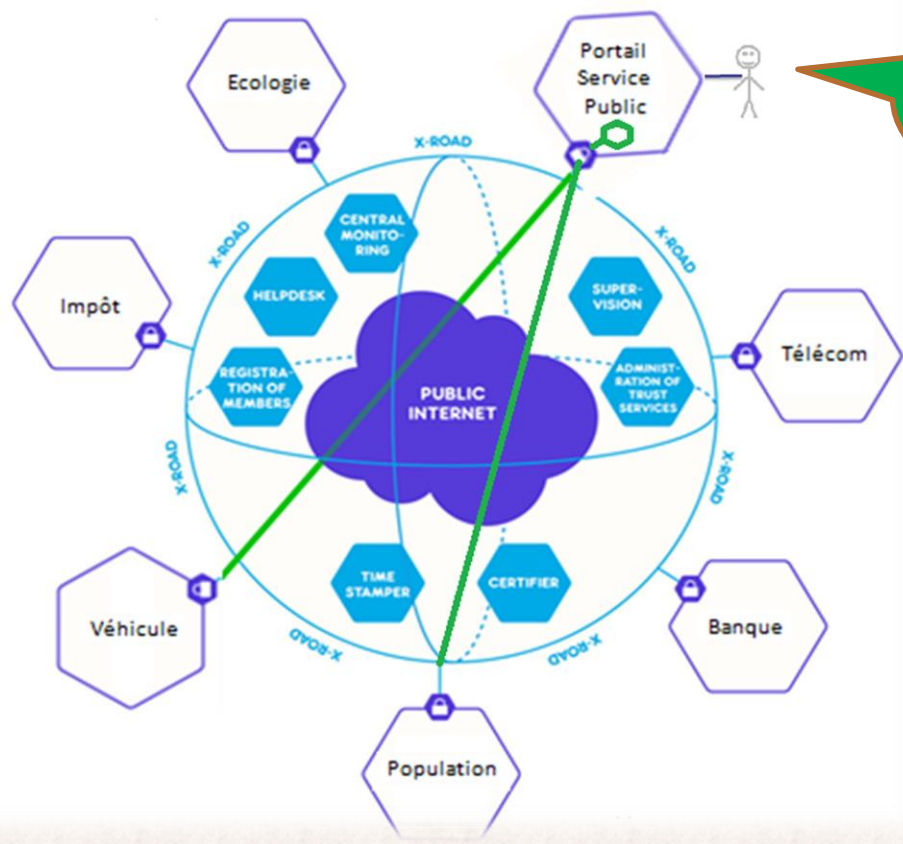 Portail
Service
Public
Ecologie
X-ROAD
CENTRAL
MONITO-
RING
X-ROAD
X-ROAD
HELPDESK
SUPER-
VISION
Impôt
Télécom
REGISTRA-
TION OF
MEMBERS
PUBLIC
INTERNET
ADMINIST-
RATION OF
TRUST
SERVICES
X-ROAD
X-ROAD
TIME
STAMPER
CERTIFIER
Véhicule
Banque
X-ROAD
X-ROAD
Population